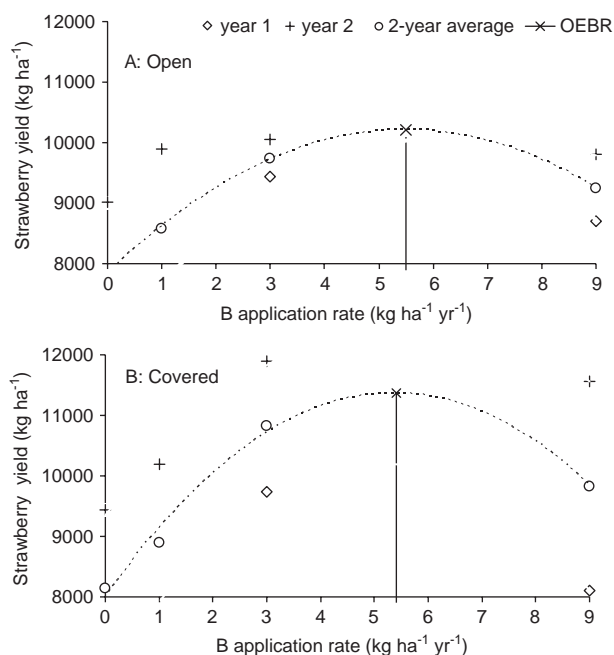 12000
◇ year 1 + year 2 ○ 2-year average —×— OEBR
A: Open
11000
10000
9000
8000
Strawberry yield (kg ha⁻¹)
0 1 2 3 4 5 6 7 8 9
B application rate (kg ha⁻¹ yr⁻¹)
12000
B: Covered
11000
10000
9000
8000
Strawberry yield (kg ha⁻¹)
0 1 2 3 4 5 6 7 8 9
B application rate (kg ha⁻¹ yr⁻¹)